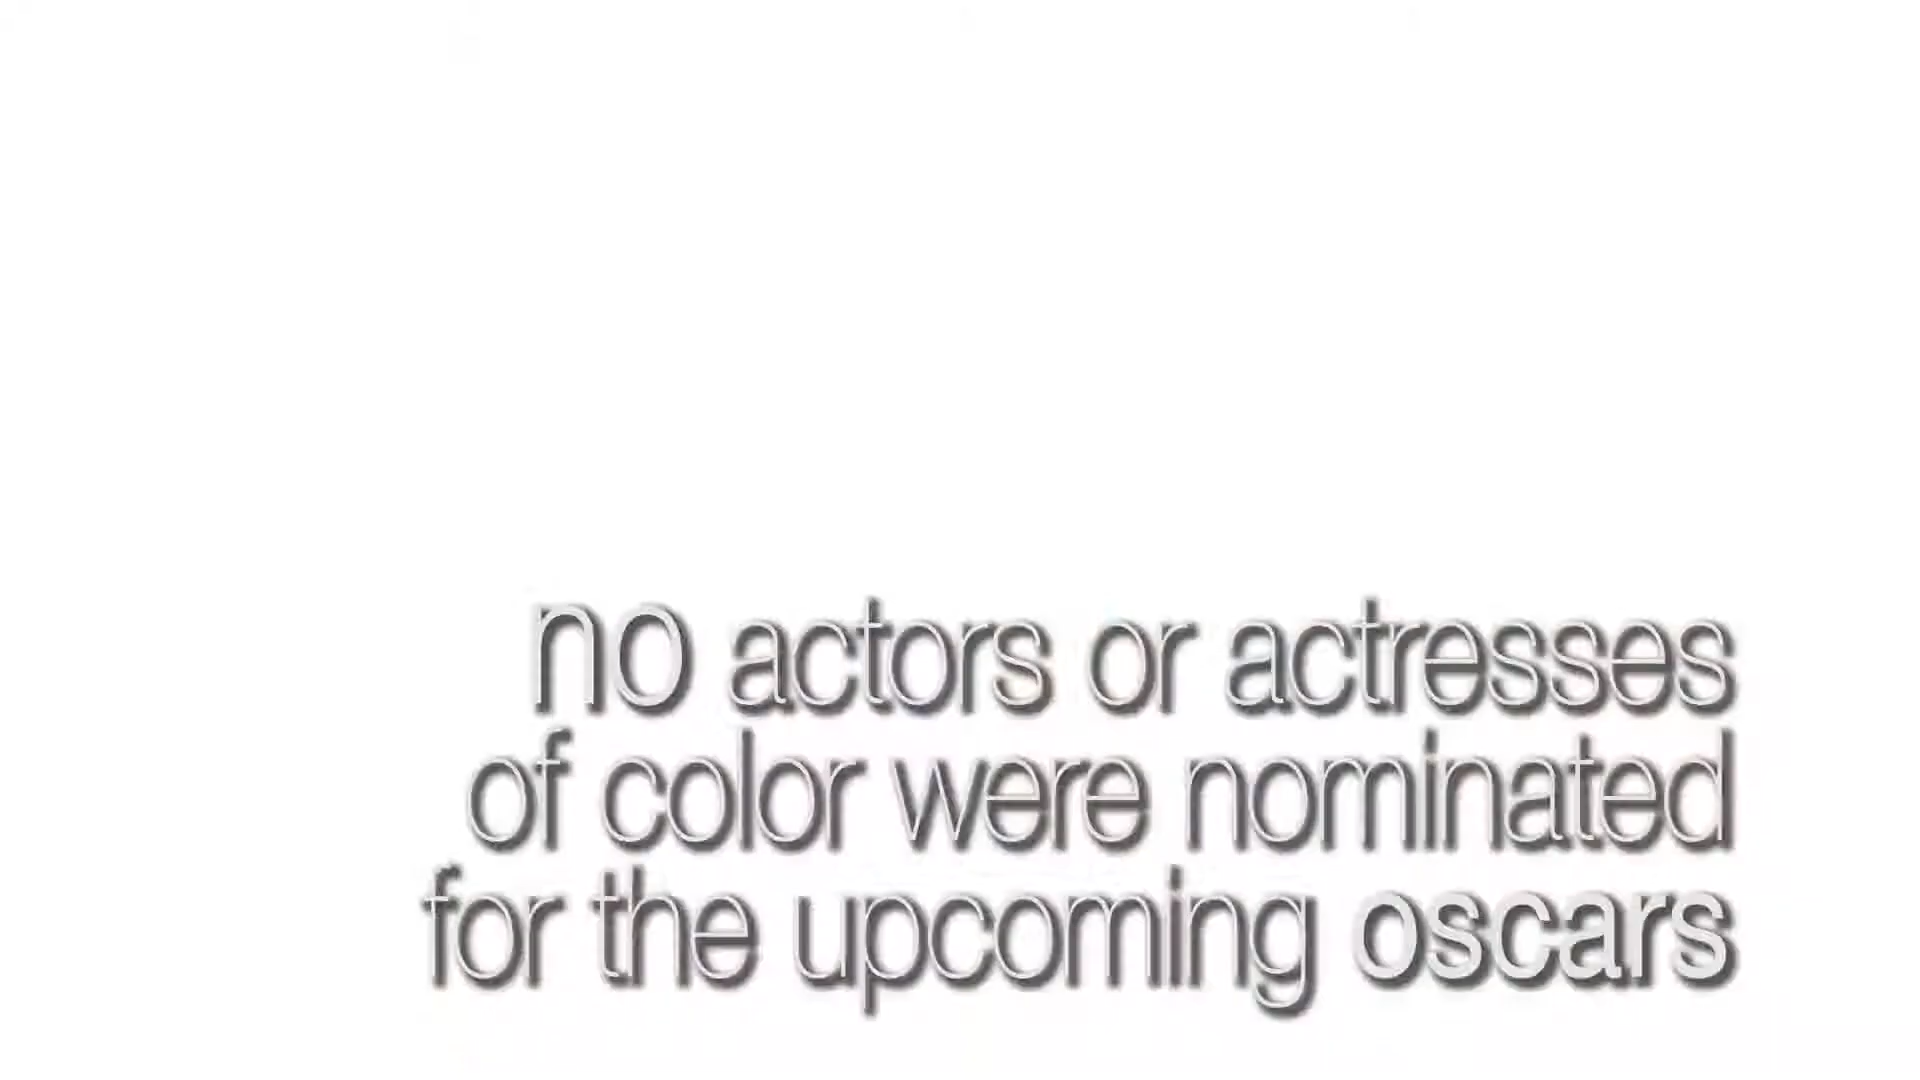 no actors or actresses
of color were nominated
for the upcoming oscars